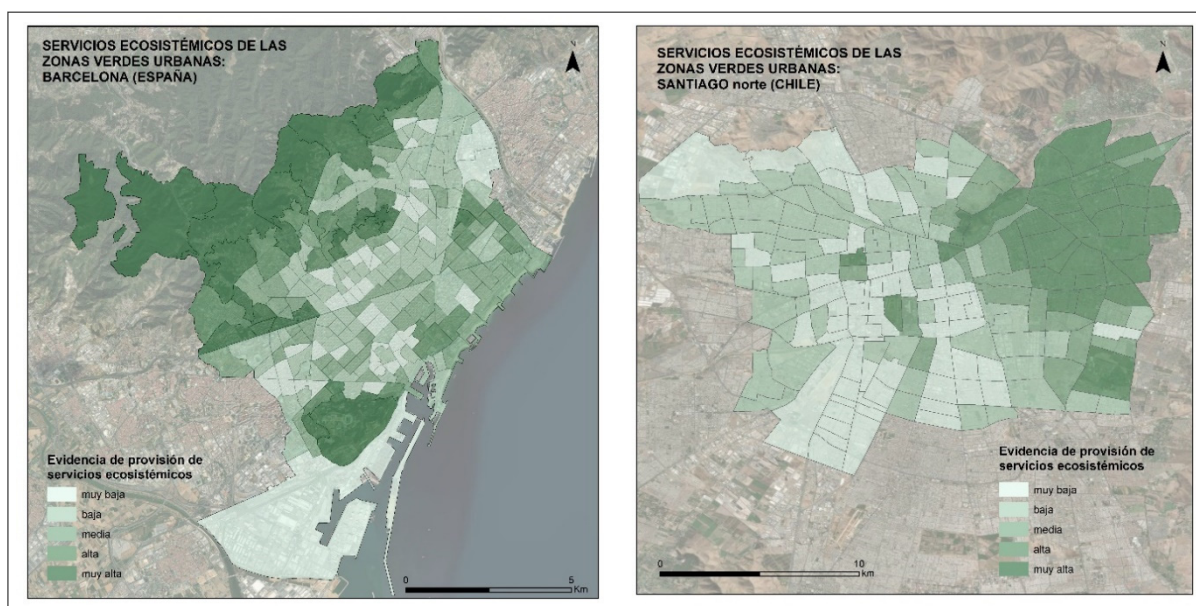 SERVICIOS ECOSISTÉMICOS DE LAS
ZONAS VERDES URBANAS:
BARCELONA (ESPAÑA)
N
Evidencia de provisión de
servicios ecosistémicos
muy baja
baja
media
alta
muy alta
0 5
Km
SERVICIOS ECOSISTÉMICOS DE LAS
ZONAS VERDES URBANAS:
SANTIAGO norte (CHILE)
N
Evidencia de provisión de
servicios ecosistémicos
muy baja
baja
media
alta
muy alta
0 10
km